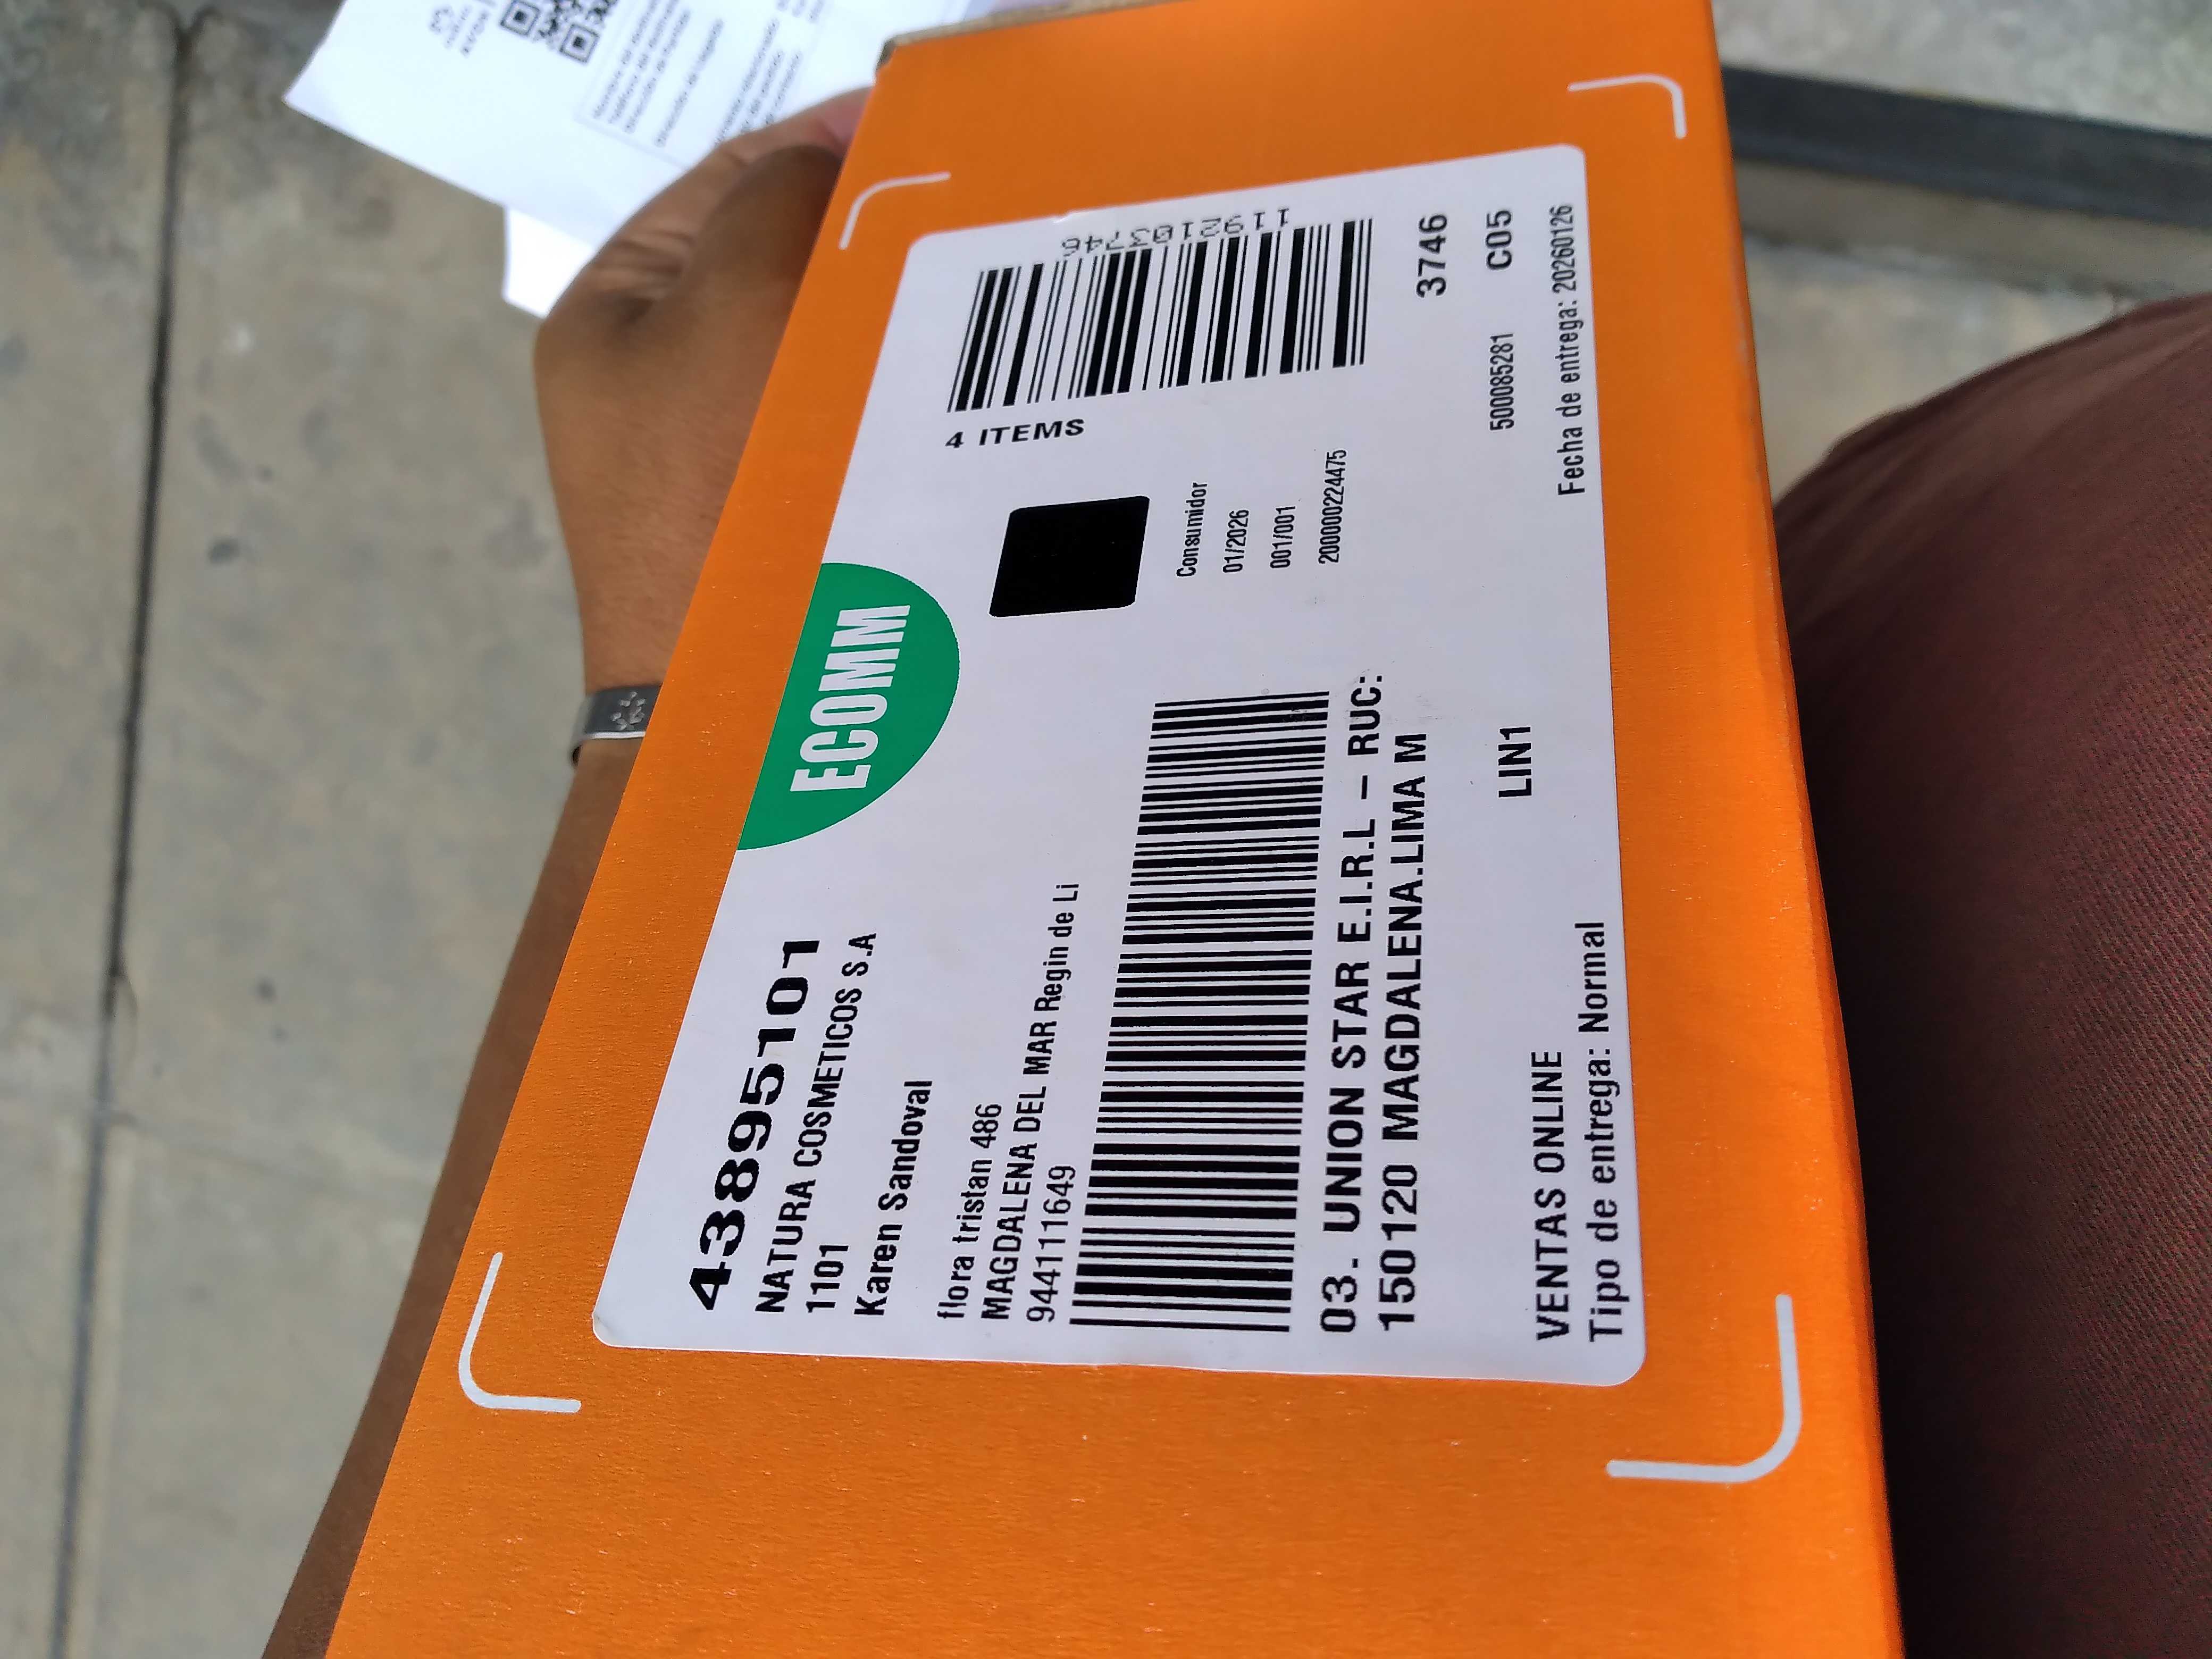 43895101
NATURA COSMETICOS S.A
1101
Karen Sandoval
flora tristan 486
MAGDALENA DEL MAR Regin de Li
944111649
ECOMM
4 ITEMS
1192103746
Consumidor
01/2026
001/001
200000224475
3746
03. UNION STAR E.I.R.L – RUC:
150120 MAGDALENA.LIMA M
LIN1
500085281
C05
VENTAS ONLINE
Tipo de entrega: Normal
Fecha de entrega: 20260126